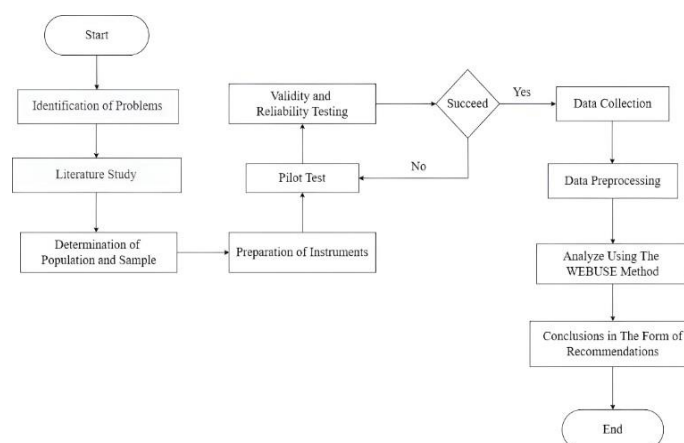 Start
Identification of Problems
Literature Study
Determination of
Population and Sample
Preparation of Instruments
Pilot Test
Validity and
Reliability Testing
Succeed
Yes
No
Data Collection
Data Preprocessing
Analyze Using The
WEBUSE Method
Conclusions in The Form of
Recommendations
End